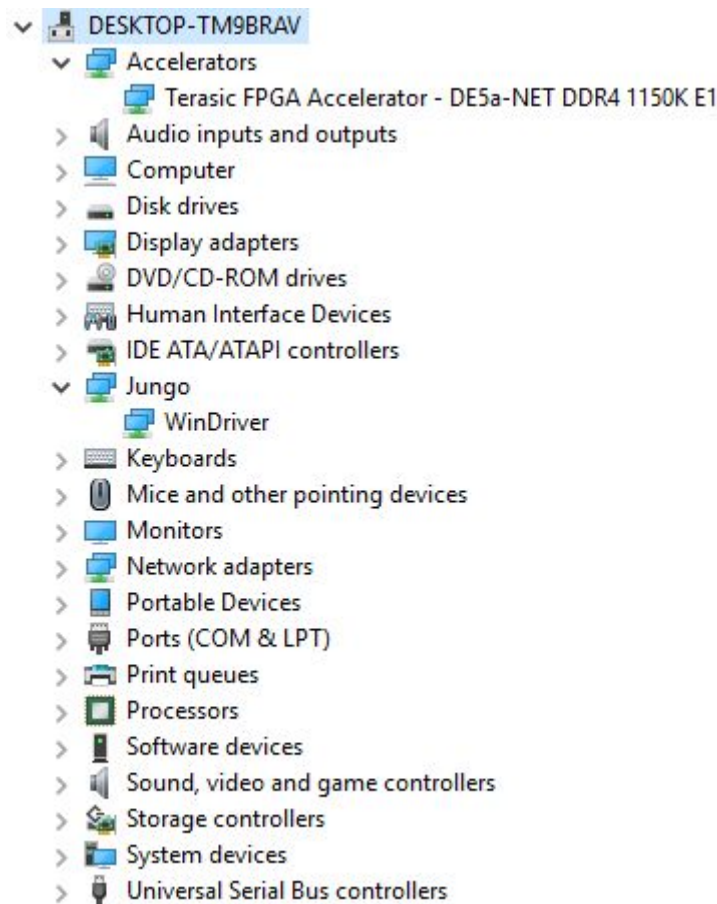 DESKTOP-TM9BRAV
Accelerators
Terasic FPGA Accelerator - DE5a-NET DDR4 1150K E1
Audio inputs and outputs
Computer
Disk drives
Display adapters
DVD/CD-ROM drives
Human Interface Devices
IDE ATA/ATAPI controllers
Jungo
WinDriver
Keyboards
Mice and other pointing devices
Monitors
Network adapters
Portable Devices
Ports (COM & LPT)
Print queues
Processors
Software devices
Sound, video and game controllers
Storage controllers
System devices
Universal Serial Bus controllers